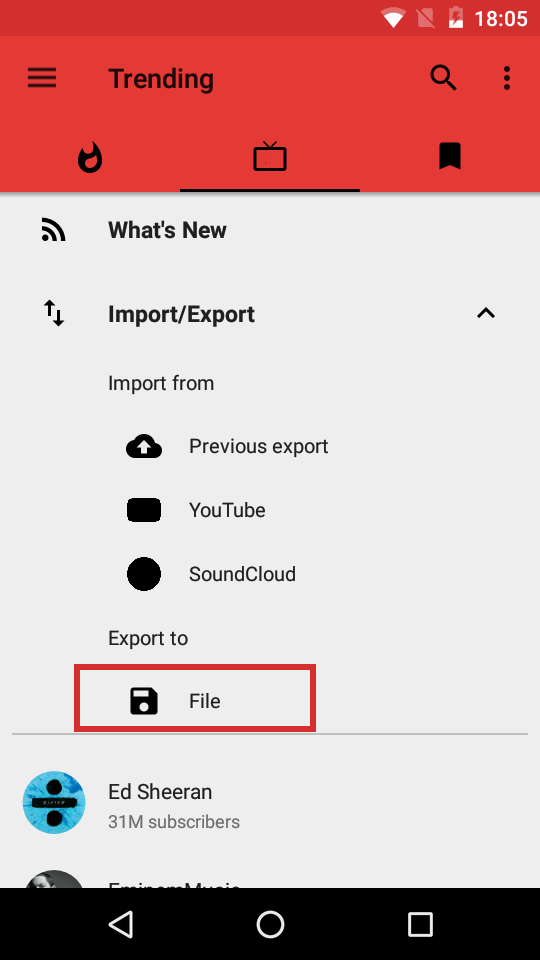 18:05
Trending
What's New
Import/Export
Import from
Previous export
YouTube
SoundCloud
Export to
File
Ed Sheeran
31M subscribers
EminemMusic